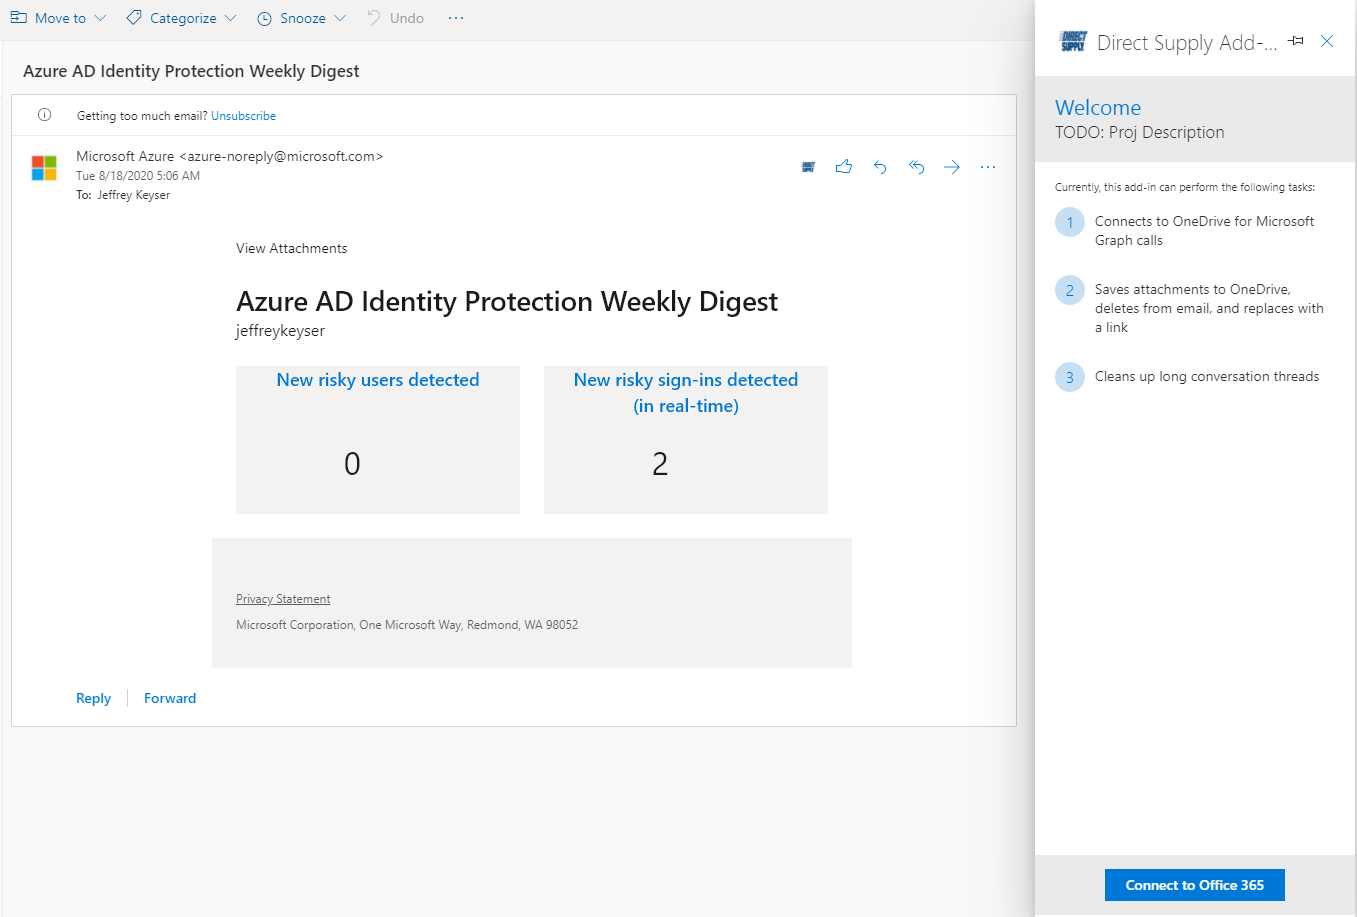 Move to
Categorize
Snooze
Undo
Azure AD Identity Protection Weekly Digest
Getting too much email? Unsubscribe
Microsoft Azure <azure-noreply@microsoft.com>
Tue 8/18/2020 5:06 AM
To: Jeffrey Keyser
View Attachments
Azure AD Identity Protection Weekly Digest
jeffreykeyser
New risky users detected
0
New risky sign-ins detected
(in real-time)
2
Privacy Statement
Microsoft Corporation, One Microsoft Way, Redmond, WA 98052
Reply
Forward
DIRECT
SUPPLY
Direct Supply Add-...
Welcome
TODO: Proj Description
Currently, this add-in can perform the following tasks:
1
Connects to OneDrive for Microsoft
Graph calls
2
Saves attachments to OneDrive,
deletes from email, and replaces with
a link
3
Cleans up long conversation threads
Connect to Office 365